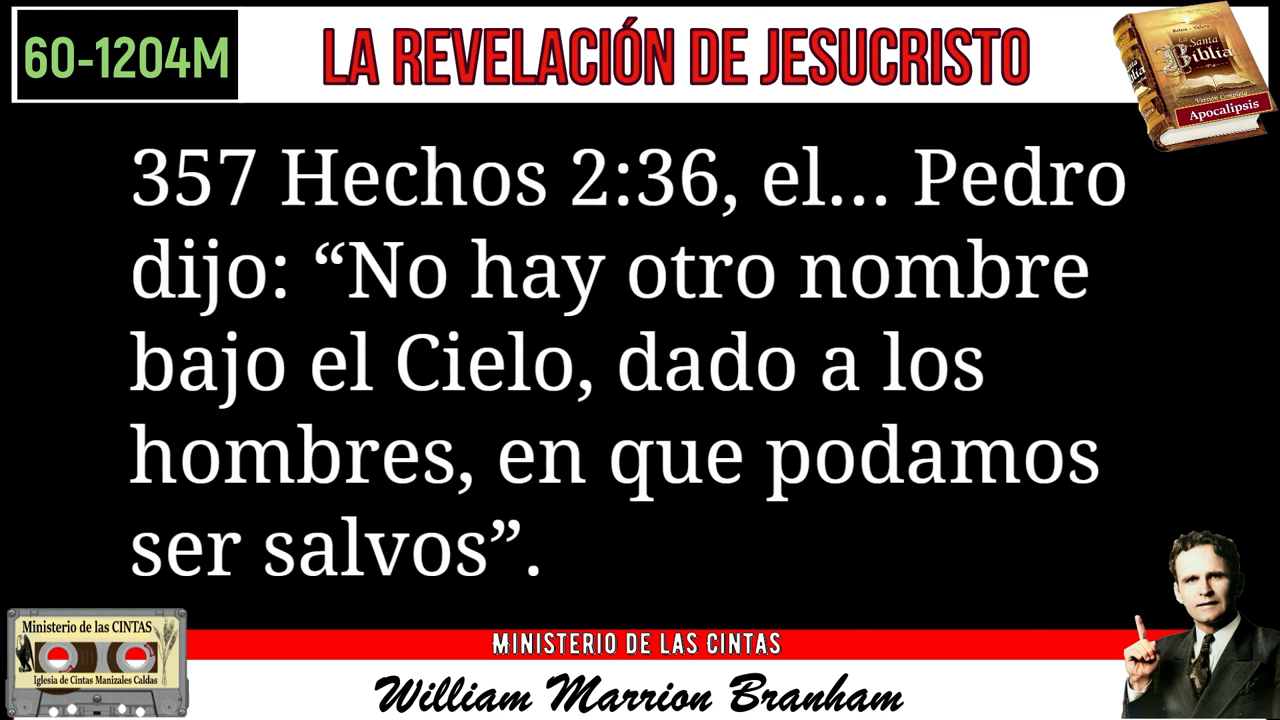 60-1204M
LA REVELACIÓN DE JESUCRISTO
La Santa
Biblia
Apocalipsis
357 Hechos 2:36, el... Pedro
dijo: “No hay otro nombre
bajo el Cielo, dado a los
hombres, en que podamos
ser salvos”.
Ministerio de las CINTAS
Iglesia de Cintas Manizales Caldas
MINISTERIO DE LAS CINTAS
William Marrion Branham